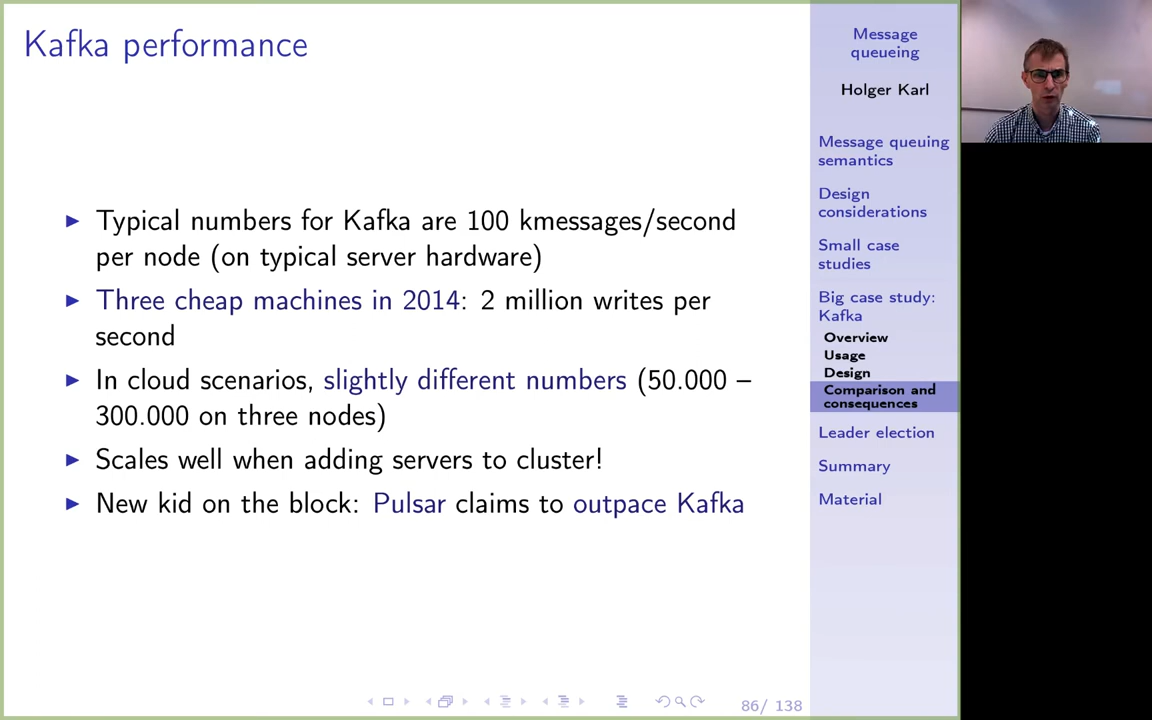 Kafka performance
Typical numbers for Kafka are 100 kmessages/second
per node (on typical server hardware)
Three cheap machines in 2014: 2 million writes per
second
In cloud scenarios, slightly different numbers (50.000 –
300.000 on three nodes)
Scales well when adding servers to cluster!
New kid on the block: Pulsar claims to outpace Kafka
86/ 138
Message
queueing
Holger Karl
Message queuing
semantics
Design
considerations
Small case
studies
Big case study:
Kafka
Overview
Usage
Design
Comparison and
consequences
Leader election
Summary
Material